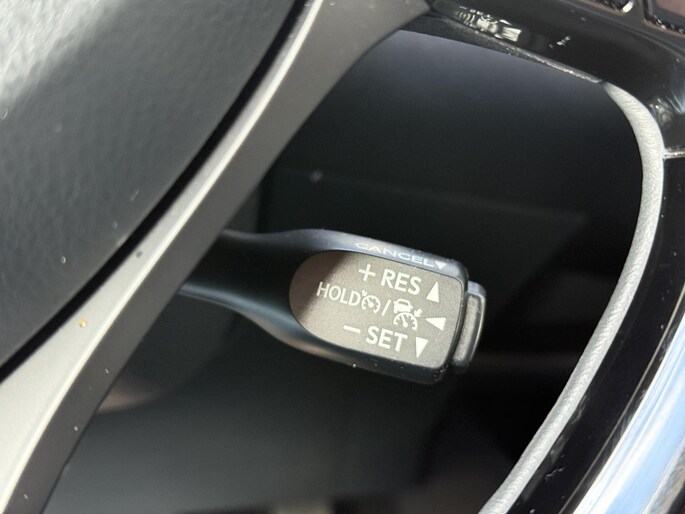 CANCEL
+ RES
HOLD /
− SET